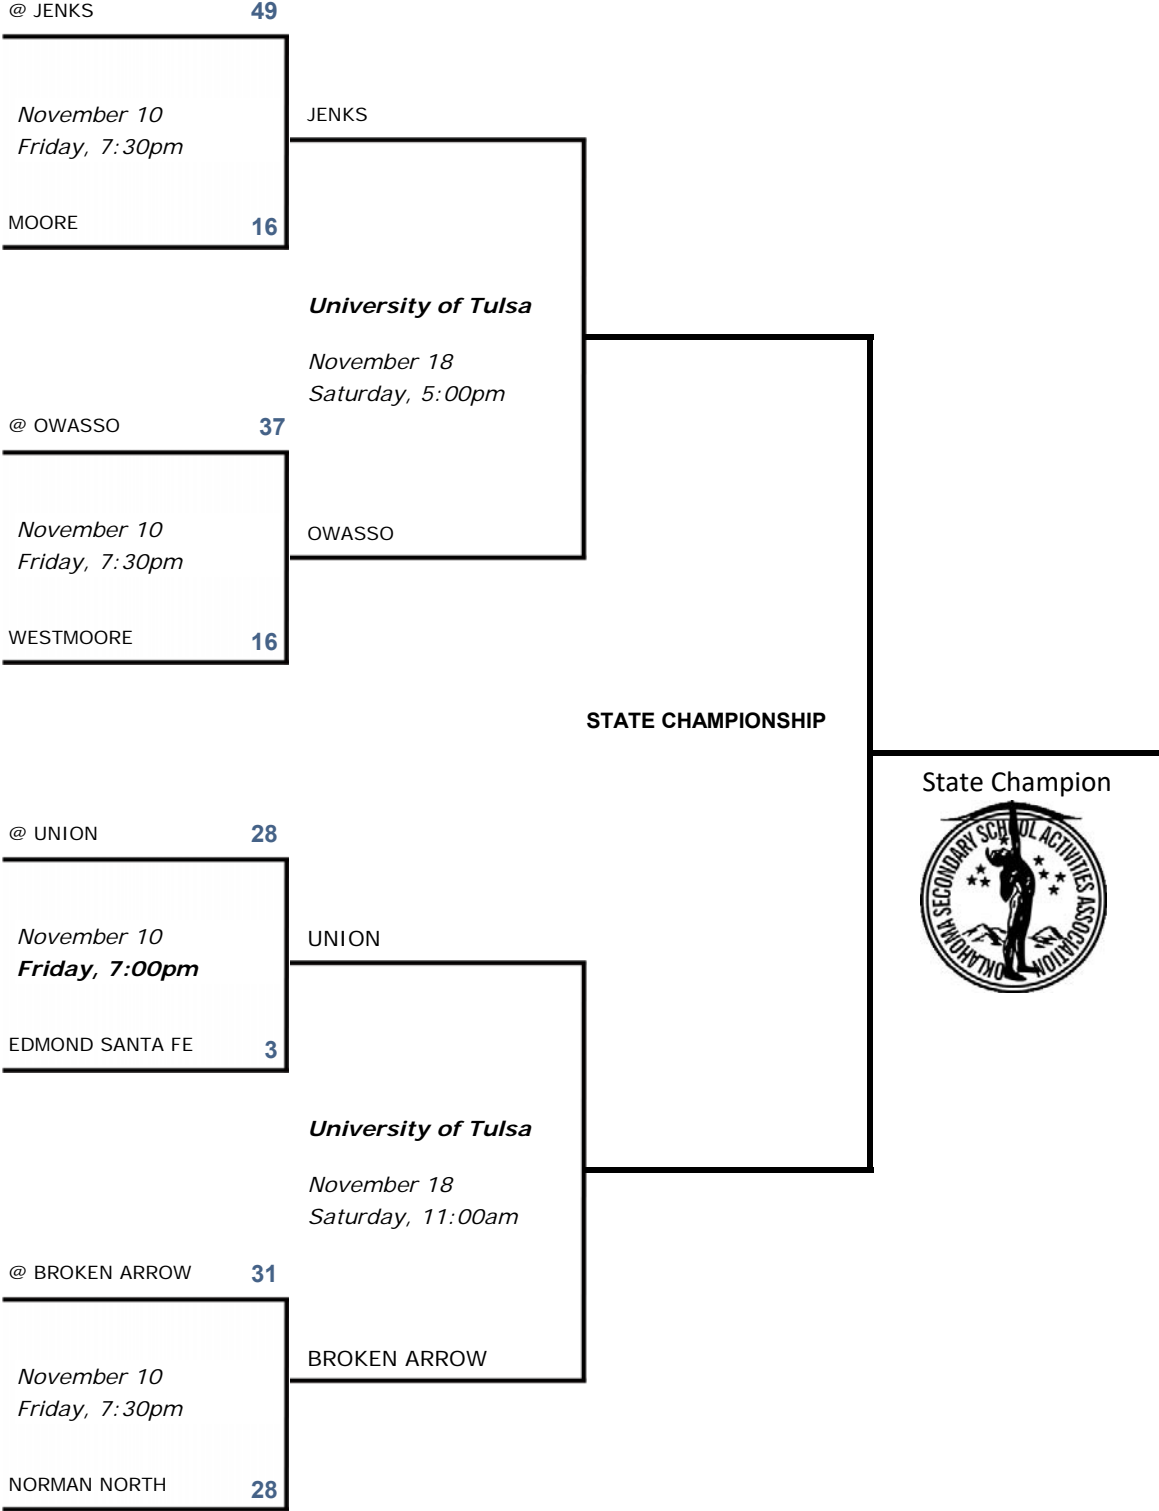 @ JENKS 49
November 10
Friday, 7:30pm
MOORE 16
JENKS
University of Tulsa
November 18
Saturday, 5:00pm
@ OWASSO 37
November 10
Friday, 7:30pm
WESTMOORE 16
OWASSO
STATE CHAMPIONSHIP
State Champion
OKLAHOMA SECONDARY SCHOOL ACTIVITIES ASSOCIATION
@ UNION 28
November 10
Friday, 7:00pm
EDMOND SANTA FE 3
UNION
University of Tulsa
November 18
Saturday, 11:00am
@ BROKEN ARROW 31
November 10
Friday, 7:30pm
NORMAN NORTH 28
BROKEN ARROW